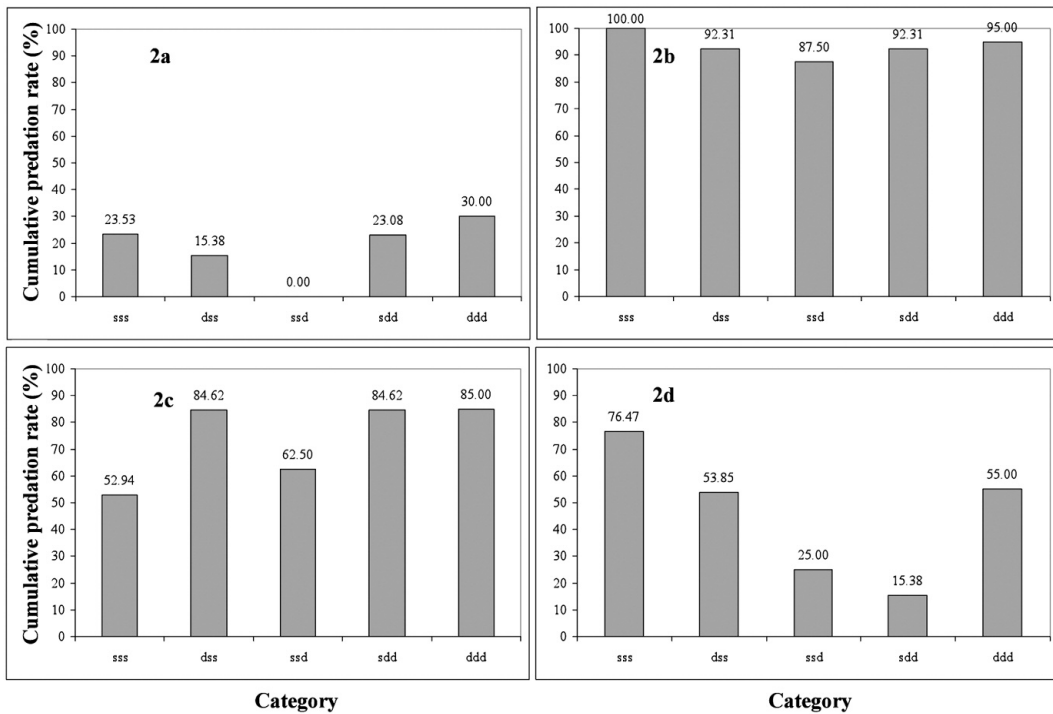 Cumulative predation rate (%)
2a
100
90
80
70
60
50
40
30
20
10
0
23.53
15.38
0.00
23.08
30.00
sss
dss
ssd
sdd
ddd
2b
100
90
80
70
60
50
40
30
20
10
0
100.00
92.31
87.50
92.31
95.00
sss
dss
ssd
sdd
ddd
Cumulative predation rate (%)
2c
100
90
80
70
60
50
40
30
20
10
0
52.94
84.62
62.50
84.62
85.00
sss
dss
ssd
sdd
ddd
Category
2d
100
90
80
70
60
50
40
30
20
10
0
76.47
53.85
25.00
15.38
55.00
sss
dss
ssd
sdd
ddd
Category